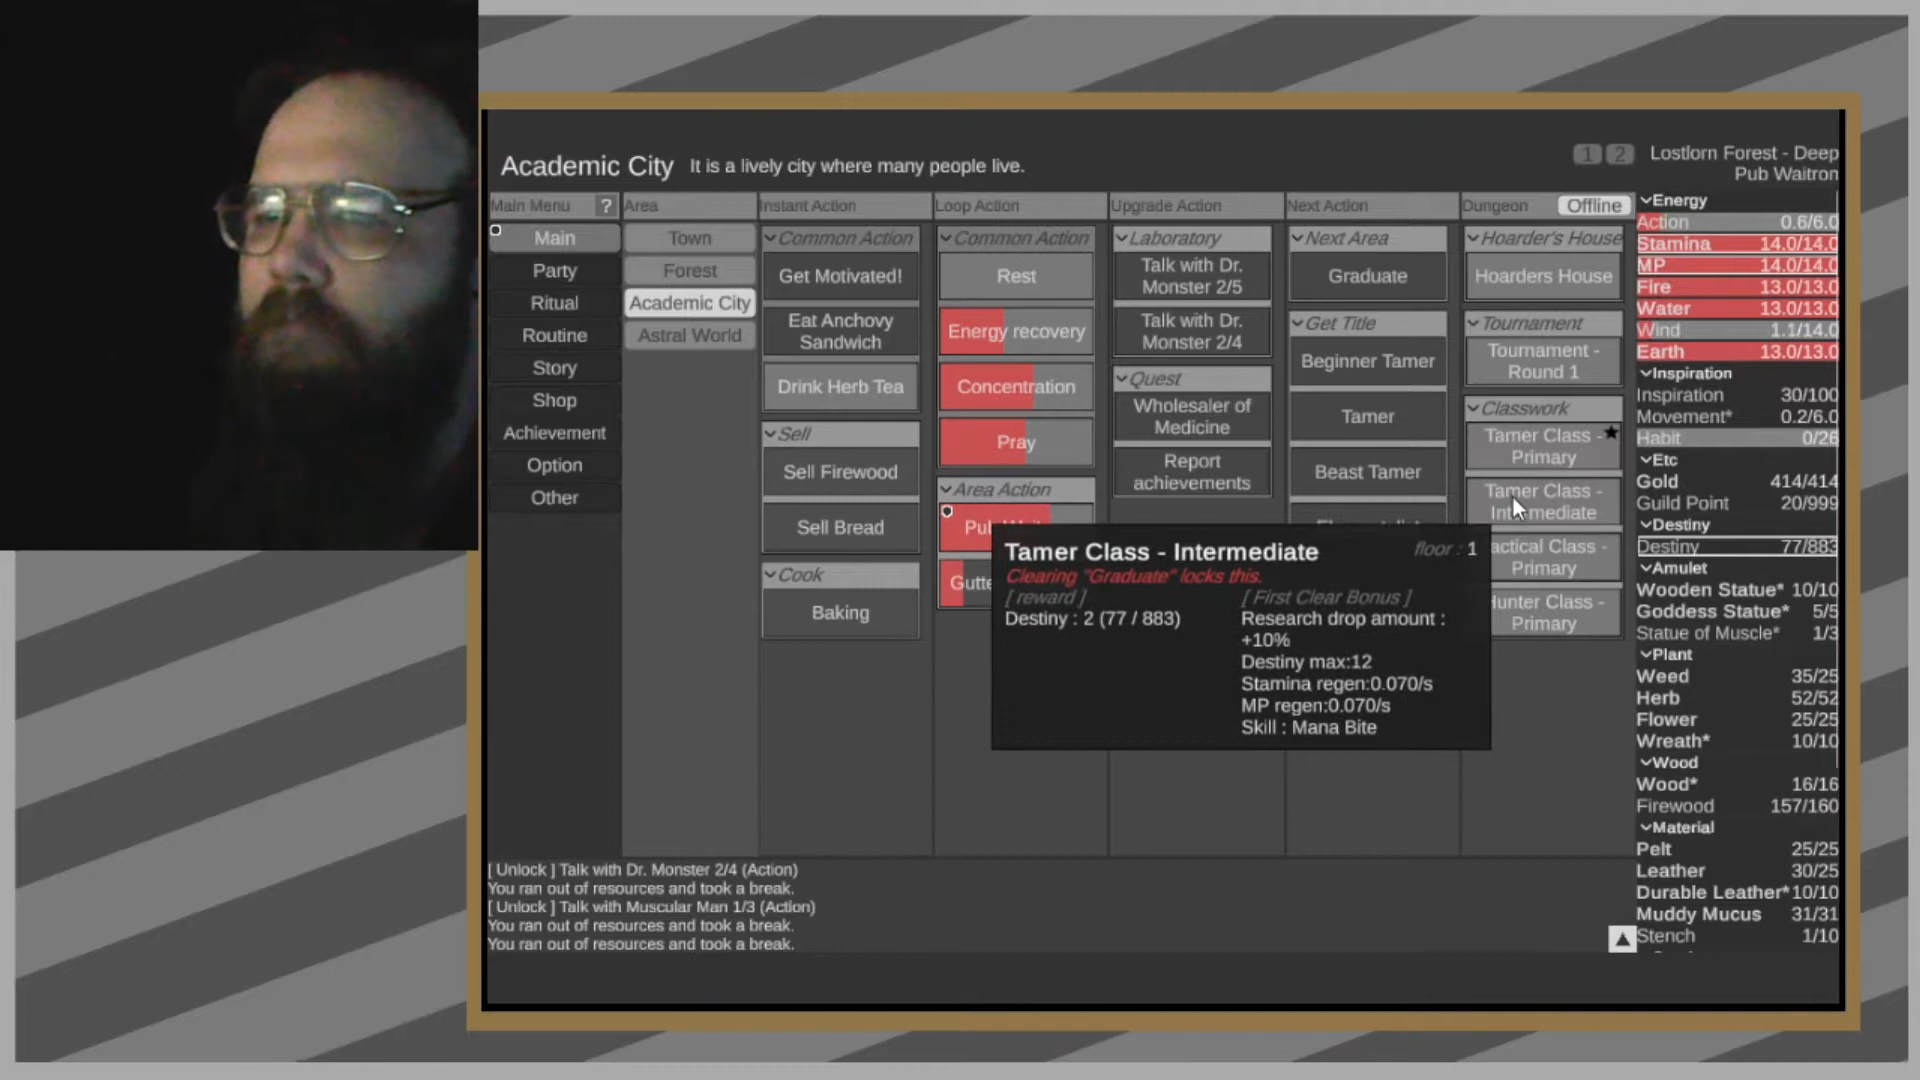 Academic City It is a lively city where many people live.
1 2
Lostlorn Forest - Deep
Pub Waitron
Main Menu ?
Area
Instant Action
Loop Action
Upgrade Action
Next Action
Dungeon
Offline
Main
Party
Ritual
Routine
Story
Shop
Achievement
Option
Other
Town
Forest
Academic City
Astral World
Common Action
Get Motivated!
Eat Anchovy
Sandwich
Drink Herb Tea
Sell
Sell Firewood
Sell Bread
Cook
Baking
Common Action
Rest
Energy recovery
Concentration
Pray
Area Action
Laboratory
Talk with Dr.
Monster 2/5
Talk with Dr.
Monster 2/4
Quest
Wholesaler of
Medicine
Report
achievements
Next Area
Graduate
Get Title
Beginner Tamer
Tamer
Beast Tamer
Hoarder's House
Hoarders House
Tournament
Tournament -
Round 1
Classwork
Tamer Class -
Primary
Tamer Class -
Intermediate
actical Class -
Primary
unter Class -
Primary
Tamer Class - Intermediate floor : 1
Clearing "Graduate" locks this.
[ reward ]
Destiny : 2 (77 / 883)
[ First Clear Bonus ]
Research drop amount :
+10%
Destiny max:12
Stamina regen:0.070/s
MP regen:0.070/s
Skill : Mana Bite
Energy
Action 0.6/6.0
Stamina 14.0/14.0
MP 14.0/14.0
Fire 13.0/13.0
Water 13.0/13.0
Wind 1.1/14.0
Earth 13.0/13.0
Inspiration
Inspiration 30/100
Movement* 0.2/6.0
Habit 0/26
Etc
Gold 414/414
Guild Point 20/999
Destiny
Destiny 77/883
Amulet
Wooden Statue* 10/10
Goddess Statue* 5/5
Statue of Muscle* 1/3
Plant
Weed 35/25
Herb 52/52
Flower 25/25
Wreath* 10/10
Wood
Wood* 16/16
Firewood 157/160
Material
Pelt 25/25
Leather 30/25
Durable Leather* 10/10
Muddy Mucus 31/31
Stench 1/10
[ Unlock ] Talk with Dr. Monster 2/4 (Action)
You ran out of resources and took a break.
[ Unlock ] Talk with Muscular Man 1/3 (Action)
You ran out of resources and took a break.
You ran out of resources and took a break.